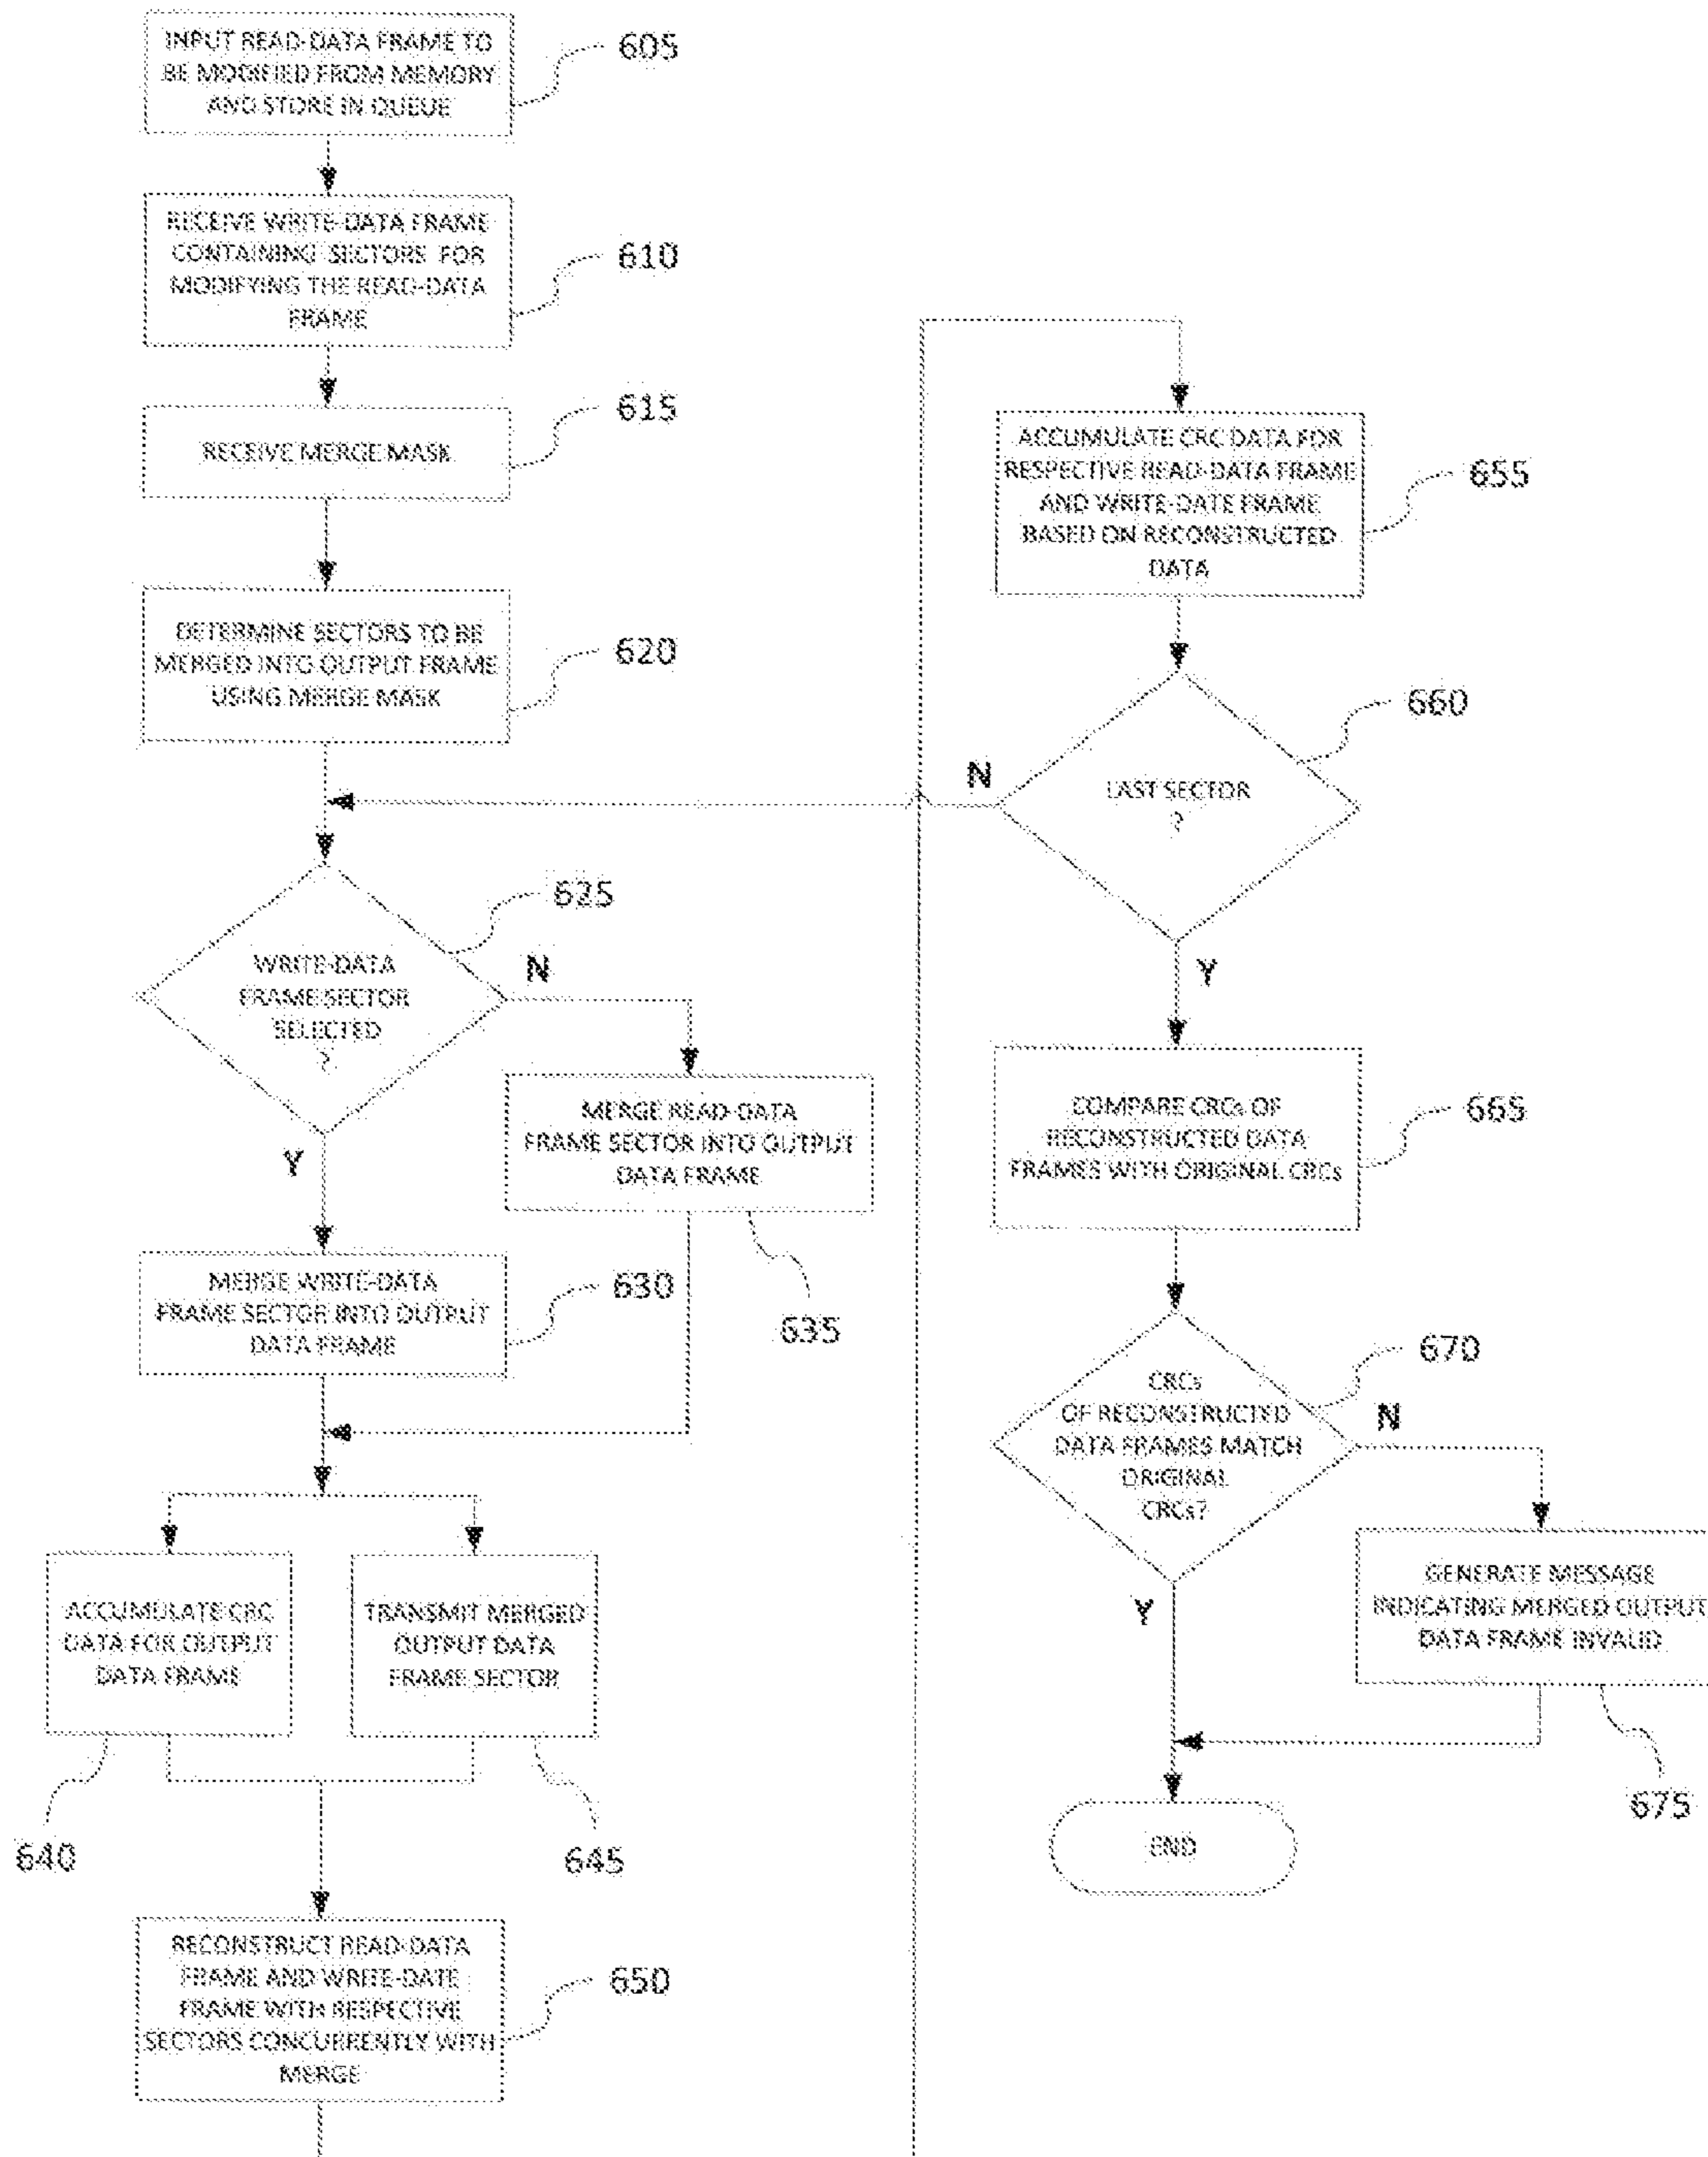 INPUT READ-DATA FRAME TO
BE MODIFIED FROM MEMORY
AND STORE IN QUEUE
605
RECEIVE WRITE-DATA FRAME
CONTAINING SECTORS FOR
MODIFYING THE READ-DATA
FRAME
610
RECEIVE MERGE MASK
615
DETERMINE SECTORS TO BE
MERGED INTO OUTPUT FRAME
USING MERGE MASK
620
WRITE-DATA
FRAME SECTOR
SELECTED
?
625
N
Y
MERGE READ-DATA
FRAME SECTOR INTO OUTPUT
DATA FRAME
635
MERGE WRITE-DATA
FRAME SECTOR INTO OUTPUT
DATA FRAME
630
ACCUMULATE CRC
DATA FOR OUTPUT
DATA FRAME
640
TRANSMIT MERGED
OUTPUT DATA
FRAME SECTOR
645
RECONSTRUCT READ-DATA
FRAME AND WRITE-DATE
FRAME WITH RESPECTIVE
SECTORS CONCURRENTLY WITH
MERGE
650
ACCUMULATE CRC DATA FOR
RESPECTIVE READ-DATA FRAME
AND WRITE-DATE FRAME
BASED ON RECONSTRUCTED
DATA
655
LAST SECTOR
?
660
N
Y
COMPARE CRCs OF
RECONSTRUCTED DATA
FRAMES WITH ORIGINAL CRCs
665
CRCs
OF RECONSTRUCTED
DATA FRAMES MATCH
ORIGINAL
CRCs?
670
N
Y
GENERATE MESSAGE
INDICATING MERGED OUTPUT
DATA FRAME INVALID
675
END